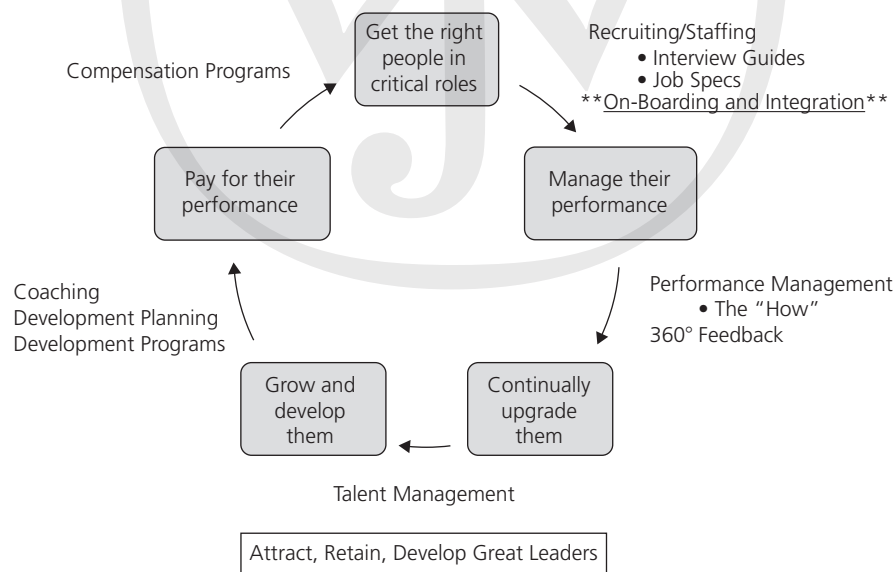 Get the right
people in
critical roles
Recruiting/Staffing
• Interview Guides
• Job Specs
**On-Boarding and Integration**
Manage their
performance
Performance Management
• The “How”
360° Feedback
Continually
upgrade
them
Talent Management
Grow and
develop
them
Coaching
Development Planning
Development Programs
Pay for their
performance
Compensation Programs
Attract, Retain, Develop Great Leaders